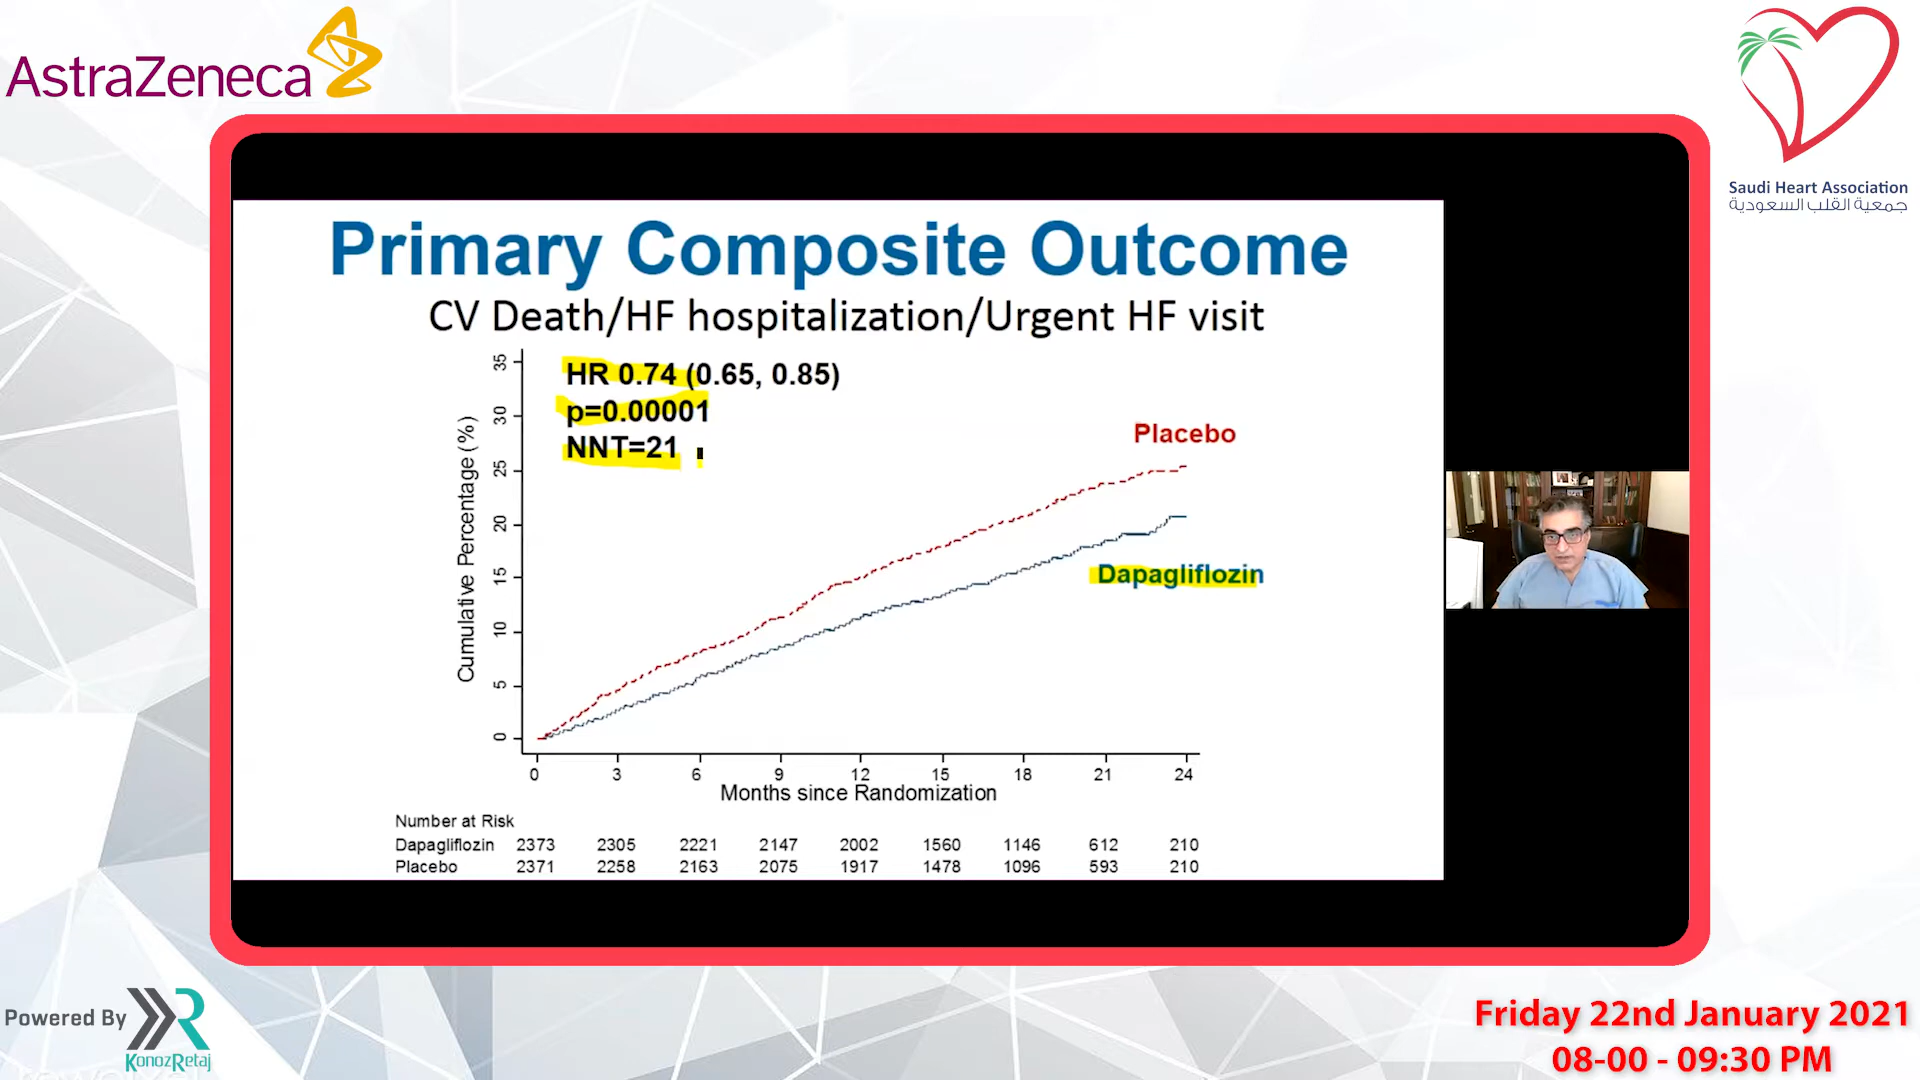 AstraZeneca
Saudi Heart Association
جمعية القلب السعودية
Primary Composite Outcome
CV Death/HF hospitalization/Urgent HF visit
HR 0.74 (0.65, 0.85)
p=0.00001
NNT=21
Placebo
Dapagliflozin
Cumulative Percentage (%)
35
30
25
20
15
10
5
0
0 3 6 9 12 15 18 21 24
Months since Randomization
Number at Risk
Dapagliflozin 2373 2305 2221 2147 2002 1560 1146 612 210
Placebo 2371 2258 2163 2075 1917 1478 1096 593 210
Powered By
KonozRetaj
Friday 22nd January 2021
08-00 - 09:30 PM